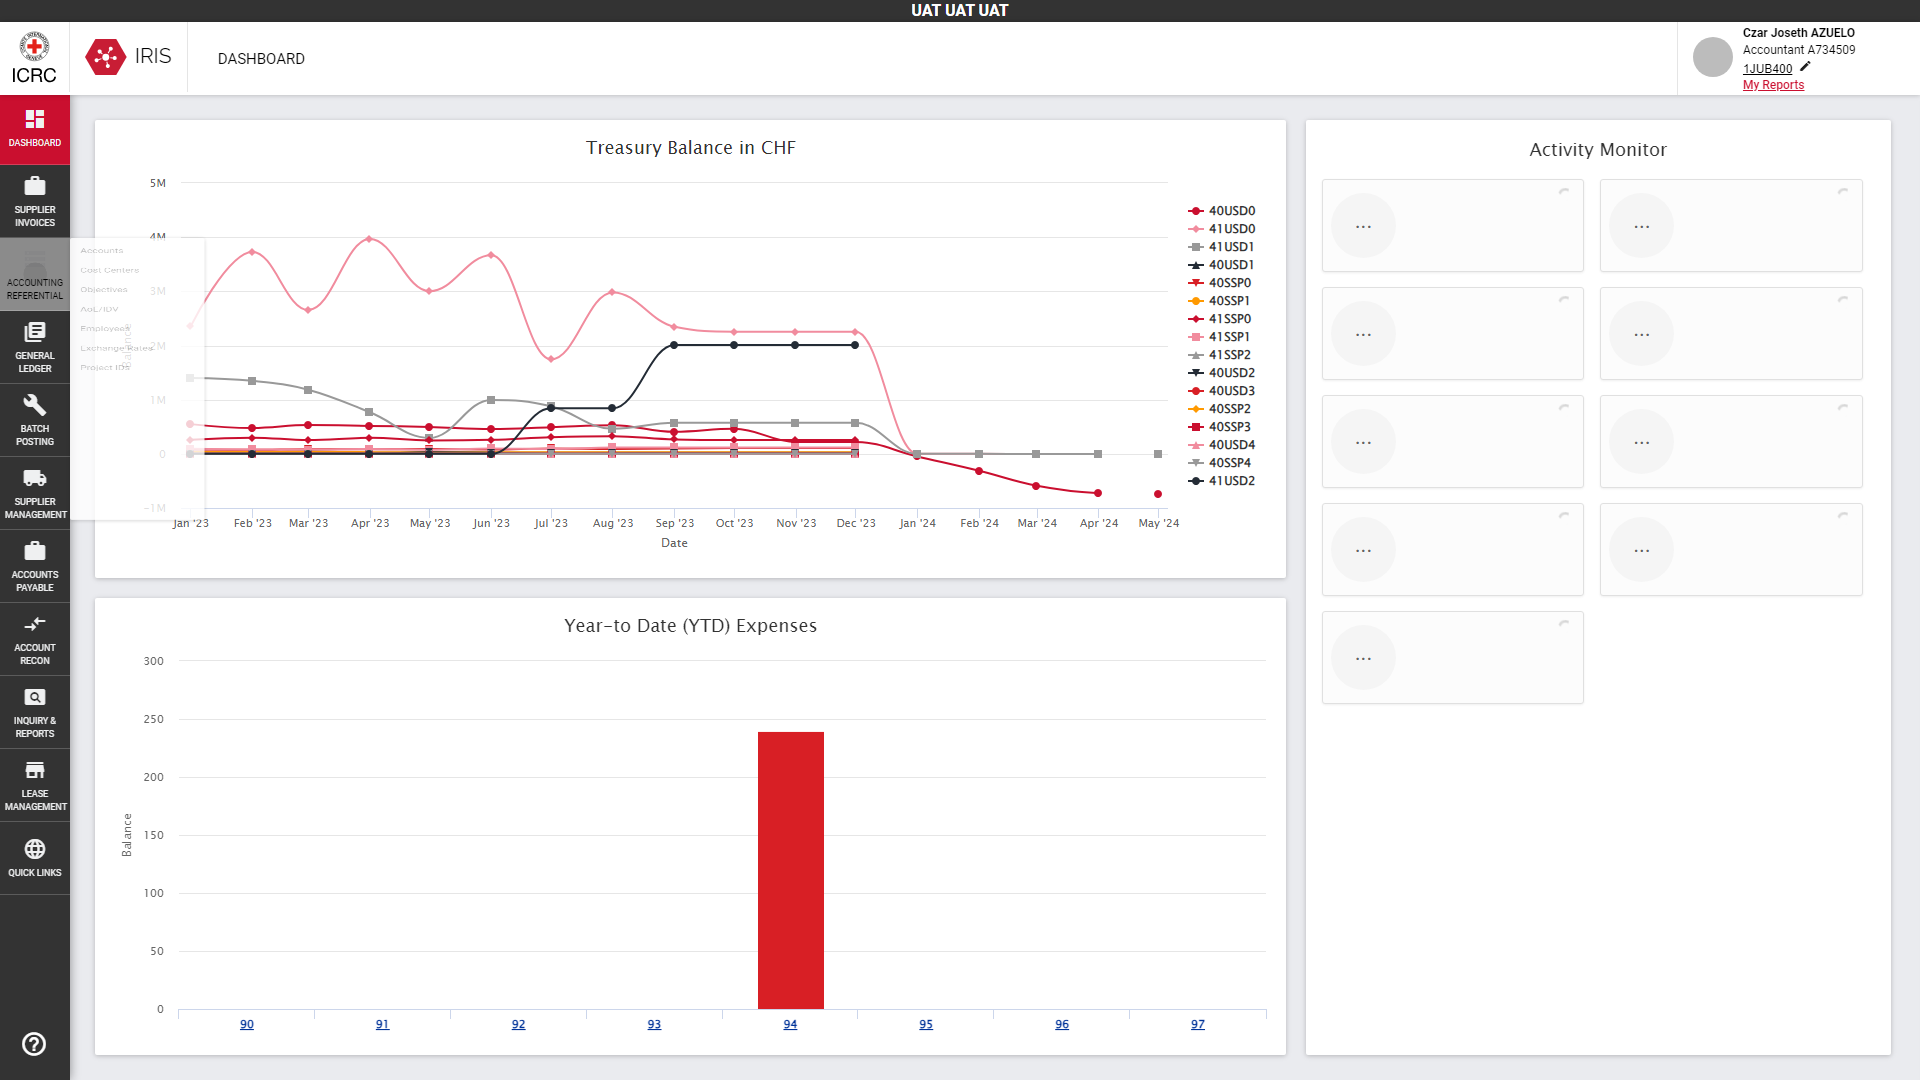 UAT UAT UAT
ICRC
IRIS
DASHBOARD
Czar Joseth AZUELO
Accountant A734509
1JUB400
My Reports
DASHBOARD
SUPPLIER
INVOICES
ACCOUNTING
REFERENTIAL
GENERAL
LEDGER
BATCH
POSTING
SUPPLIER
MANAGEMENT
ACCOUNTS
PAYABLE
ACCOUNT
RECON
INQUIRY &
REPORTS
LEASE
MANAGEMENT
QUICK LINKS
Accounts
Cost Centers
Objectives
AoL/IDV
Employees
Exchange Rates
Project IDs
Treasury Balance in CHF
5M
4M
3M
2M
1M
0
-1M
Balance
Jan '23
Feb '23
Mar '23
Apr '23
May '23
Jun '23
Jul '23
Aug '23
Sep '23
Oct '23
Nov '23
Dec '23
Jan '24
Feb '24
Mar '24
Apr '24
May '24
Date
40USD0
41USD0
41USD1
40USD1
40SSP0
40SSP1
41SSP0
41SSP1
41SSP2
40USD2
40USD3
40SSP2
40SSP3
40USD4
40SSP4
41USD2
Year-to Date (YTD) Expenses
300
250
200
150
100
50
0
Balance
90
91
92
93
94
95
96
97
Activity Monitor
...
...
...
...
...
...
...
...
...